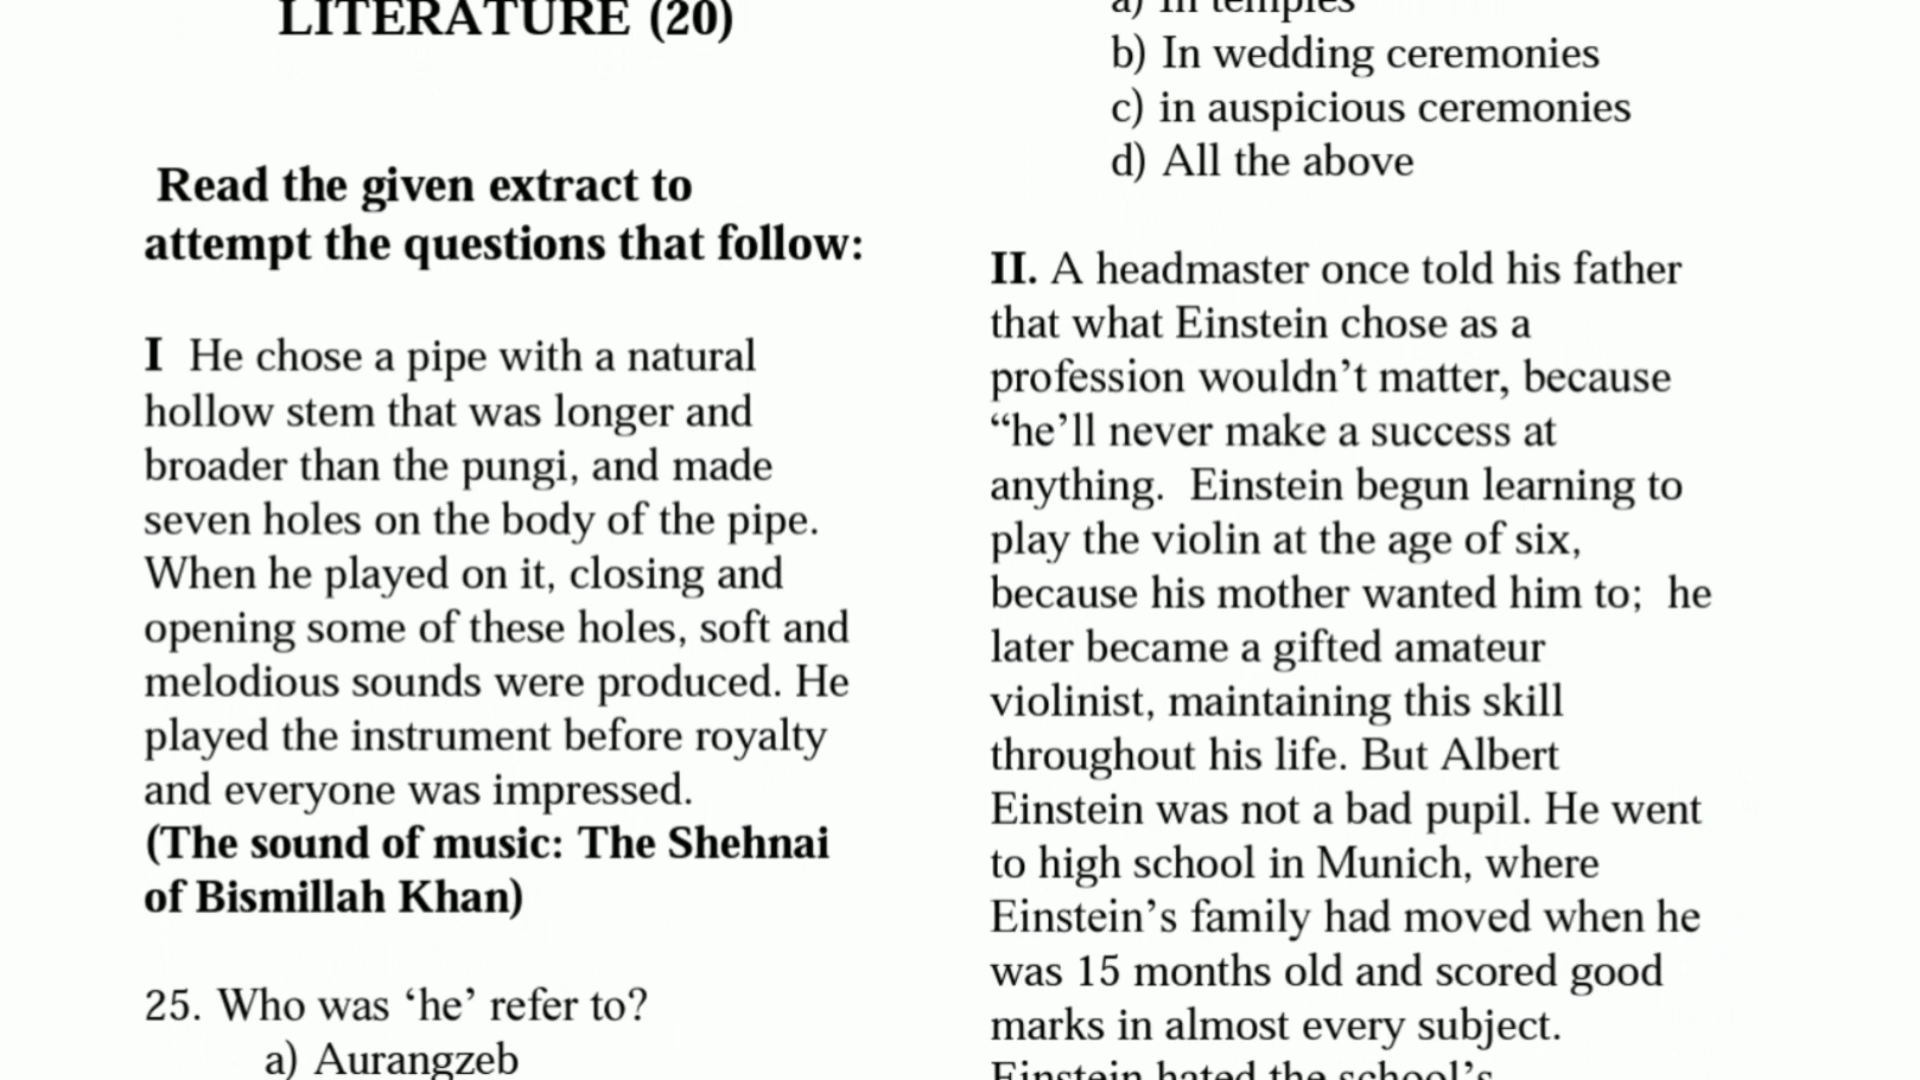 LITERATURE (20)
Read the given extract to
attempt the questions that follow:
I He chose a pipe with a natural
hollow stem that was longer and
broader than the pungi, and made
seven holes on the body of the pipe.
When he played on it, closing and
opening some of these holes, soft and
melodious sounds were produced. He
played the instrument before royalty
and everyone was impressed.
(The sound of music: The Shehnai
of Bismillah Khan)
25. Who was ‘he’ refer to?
a) Aurangzeb
a) In temples
b) In wedding ceremonies
c) in auspicious ceremonies
d) All the above
II. A headmaster once told his father
that what Einstein chose as a
profession wouldn’t matter, because
“he’ll never make a success at
anything. Einstein begun learning to
play the violin at the age of six,
because his mother wanted him to; he
later became a gifted amateur
violinist, maintaining this skill
throughout his life. But Albert
Einstein was not a bad pupil. He went
to high school in Munich, where
Einstein’s family had moved when he
was 15 months old and scored good
marks in almost every subject.
Einstein hated the school’s